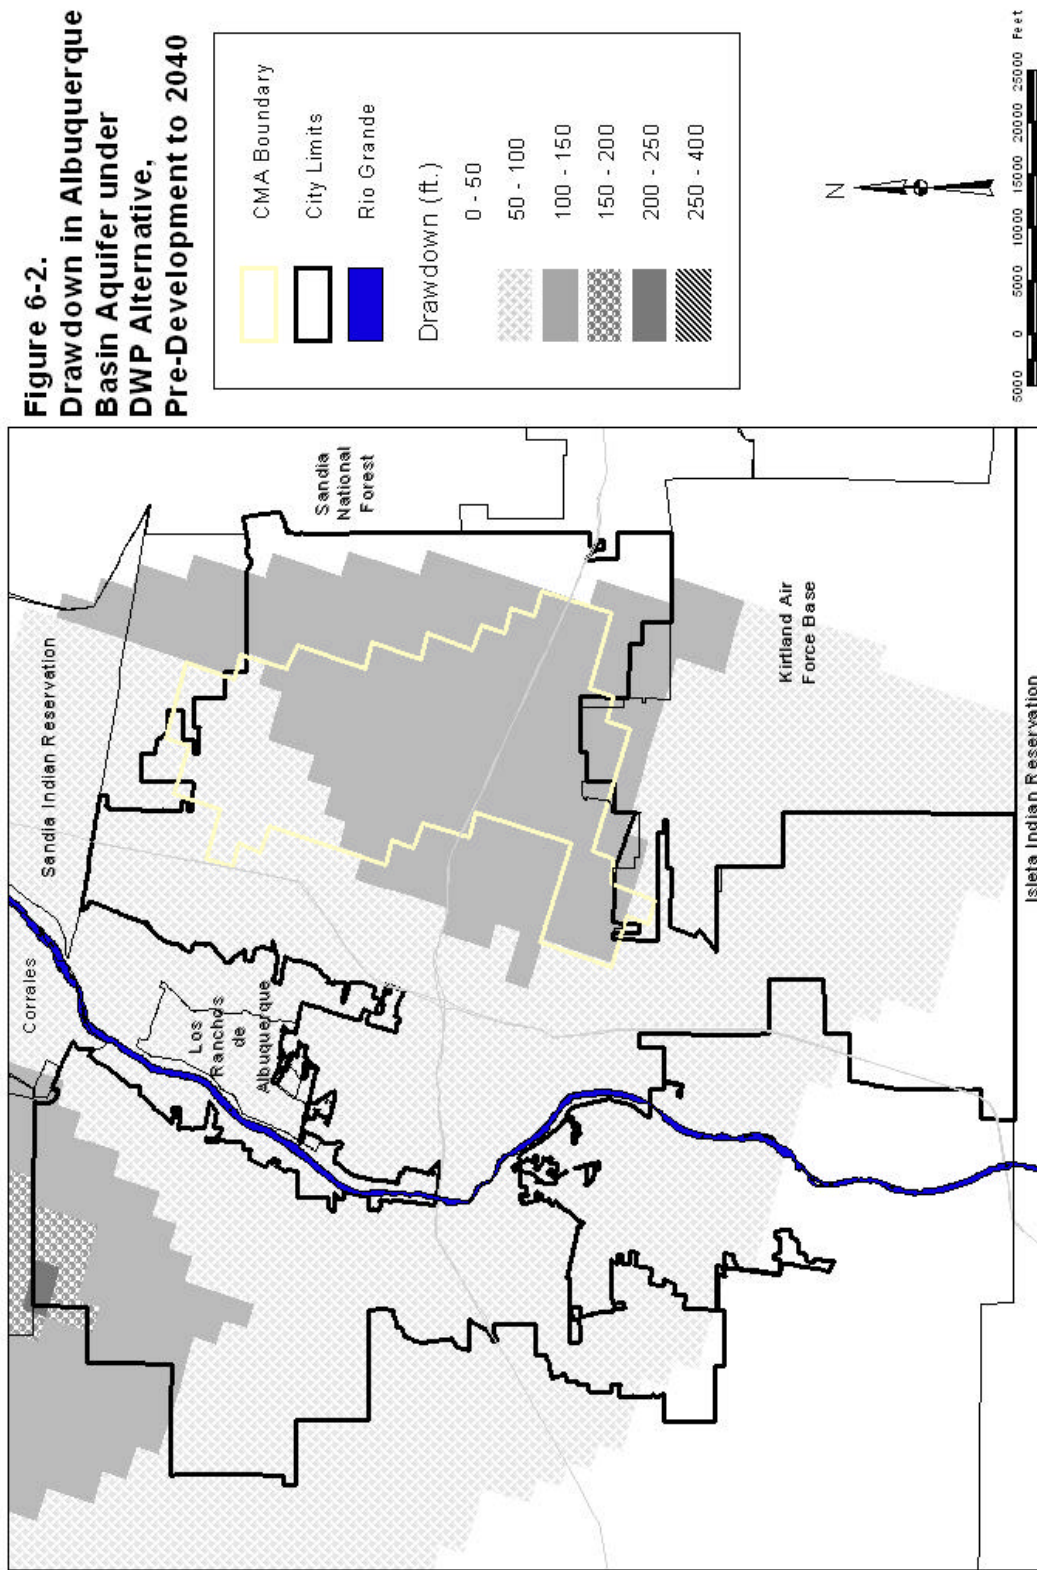 Figure 6-2.
Drawdown in Albuquerque
Basin Aquifer under
DWP Alternative,
Pre-Development to 2040
CMA Boundary
City Limits
Rio Grande
Drawdown (ft.)
0 - 50
50 - 100
100 - 150
150 - 200
200 - 250
250 - 400
N
5000 0 5000 10000 15000 20000 25000 Feet
Corrales
Sandia Indian Reservation
Los
Ranchos
de
Albuquerque
Sandia
National
Forest
Kirtland Air
Force Base
Isleta Indian Reservation